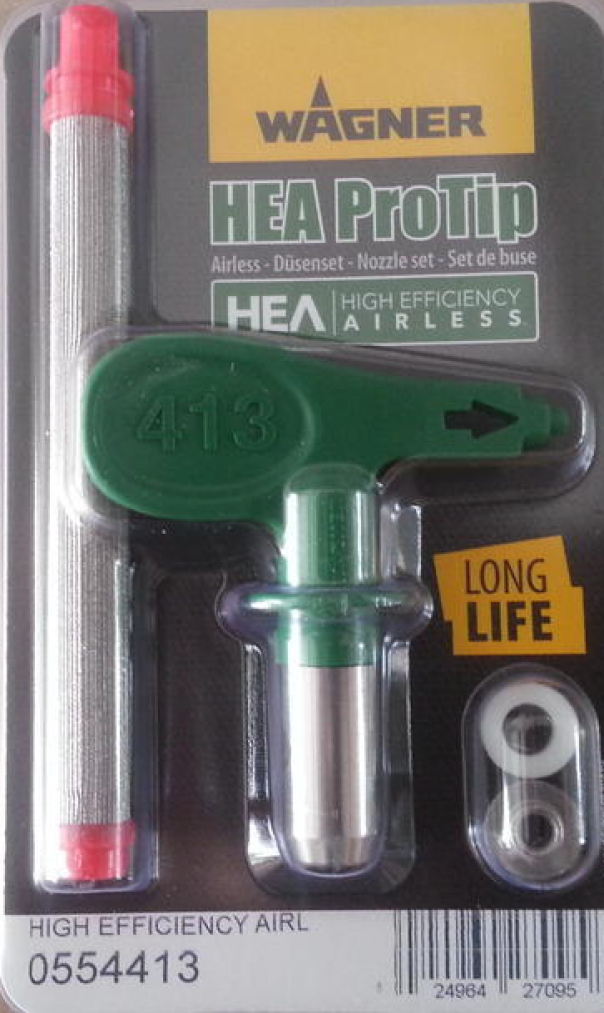 WAGNER
HEA ProTip
Airless - Düsenset - Nozzle set - Set de buse
HEA HIGH EFFICIENCY
AIRLESS
413
LONG
LIFE
HIGH EFFICIENCY AIRL
0554413
24964 27095